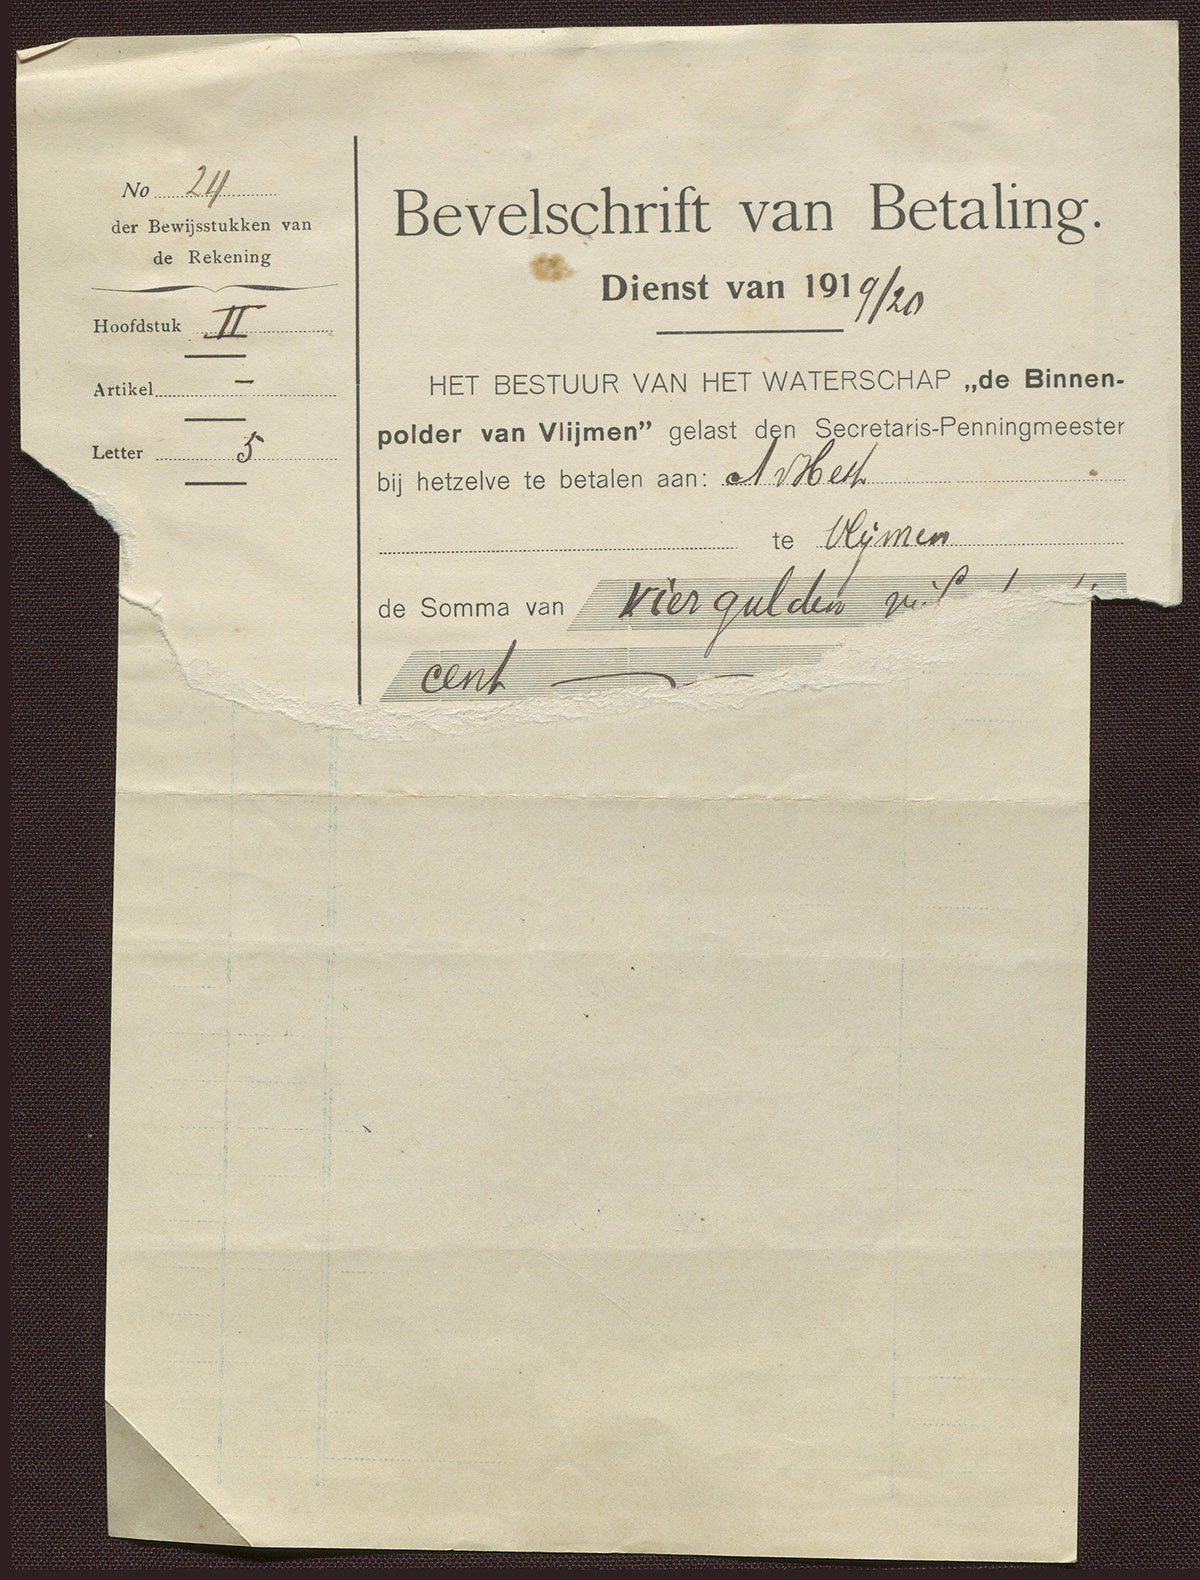 No 24
der Bewijsstukken van
de Rekening
Hoofdstuk II
Artikel -
Letter 5
Bevelschrift van Betaling.
Dienst van 1919/20
HET BESTUUR VAN HET WATERSCHAP „de Binnen-
polder van Vlijmen” gelast den Secretaris-Penningmeester
bij hetzelve te betalen aan: A v
te Vlijmen
de Somma van vier gulden
cent